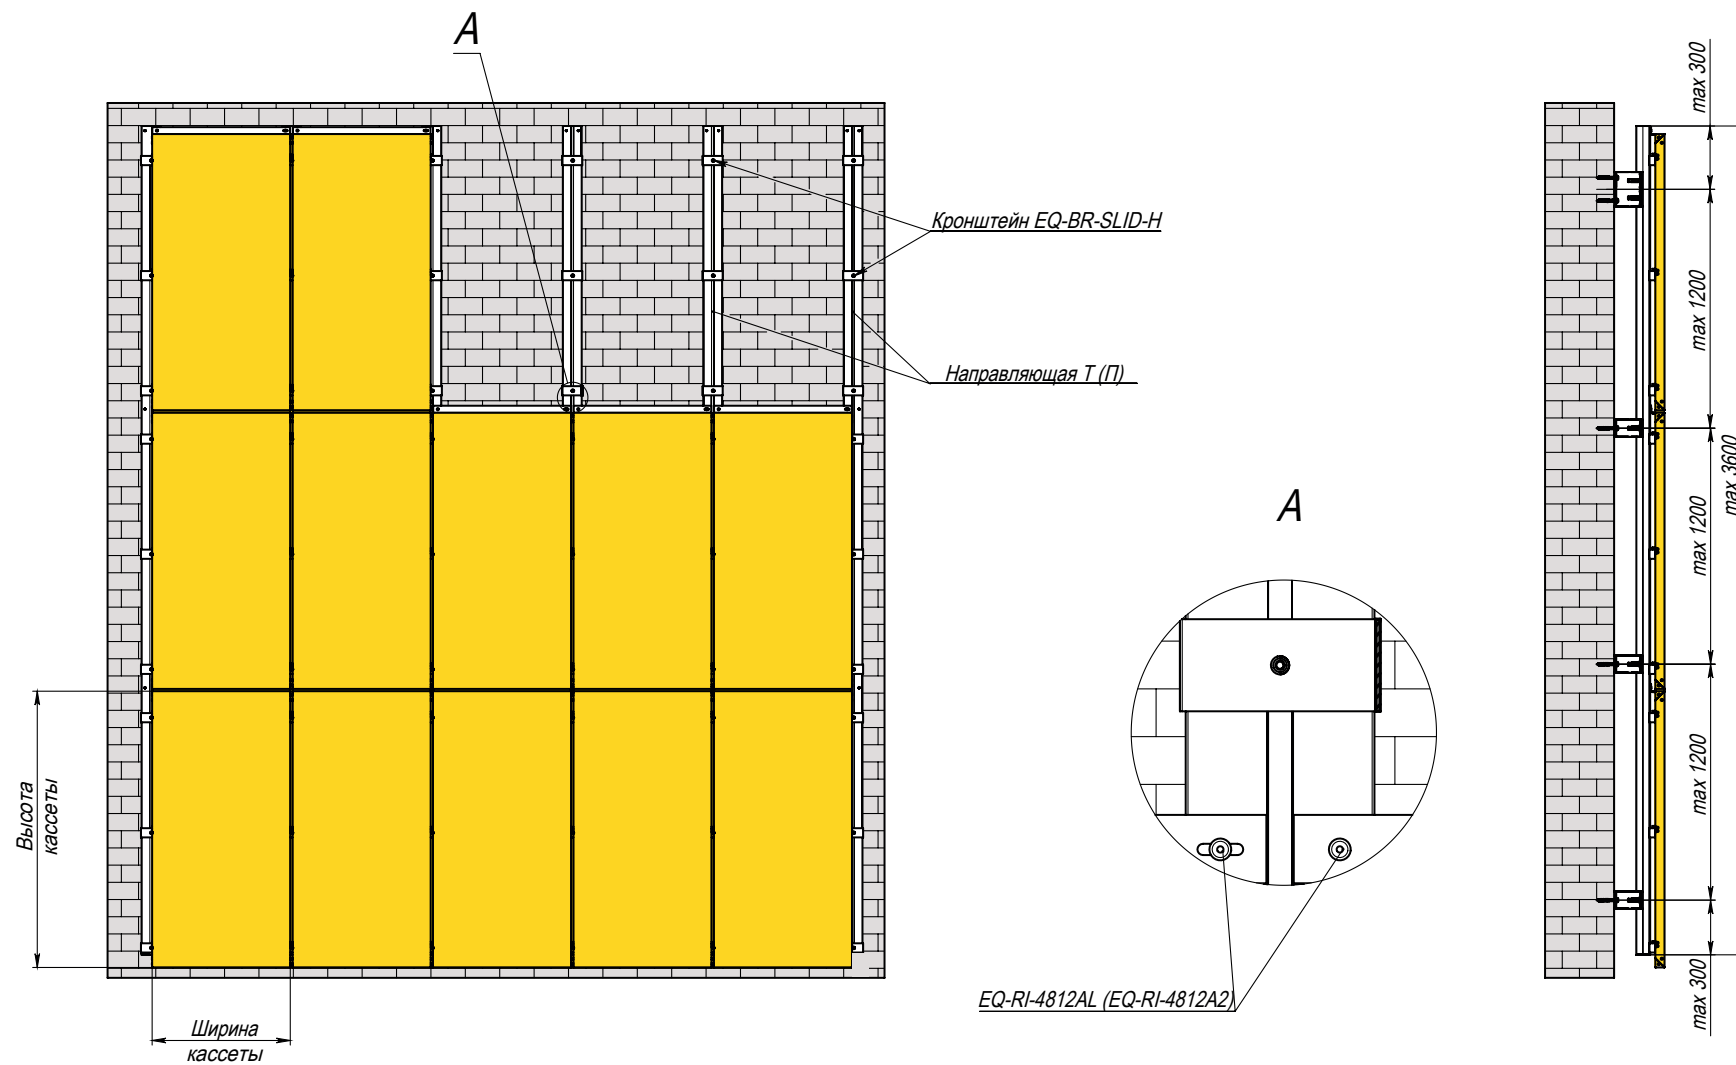 A
Кронштейн EQ-BR-SLID-H
Направляющая Т (П)
Высота
кассеты
Ширина
кассеты
A
EQ-RI-4812AL (EQ-RI-4812A2)
max 300
max 1200
max 1200
max 1200
max 300
max 3600